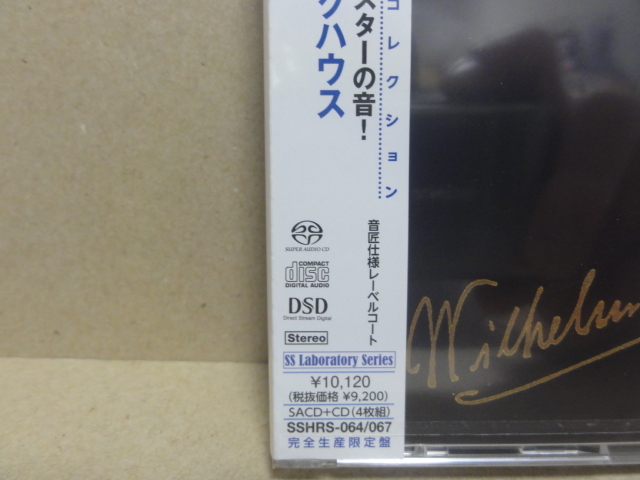 コレクション
スターの音!
クハウス
音匠仕様レーベルコート
SUPER AUDIO CD
COMPACT
disc
DIGITAL AUDIO
DSD
Direct Stream Digital
Stereo
SS Laboratory Series
¥10,120
(税抜価格 ¥9,200)
SACD+CD(4枚組)
SSHRS-064/067
完全生産限定盤
Wilhelm